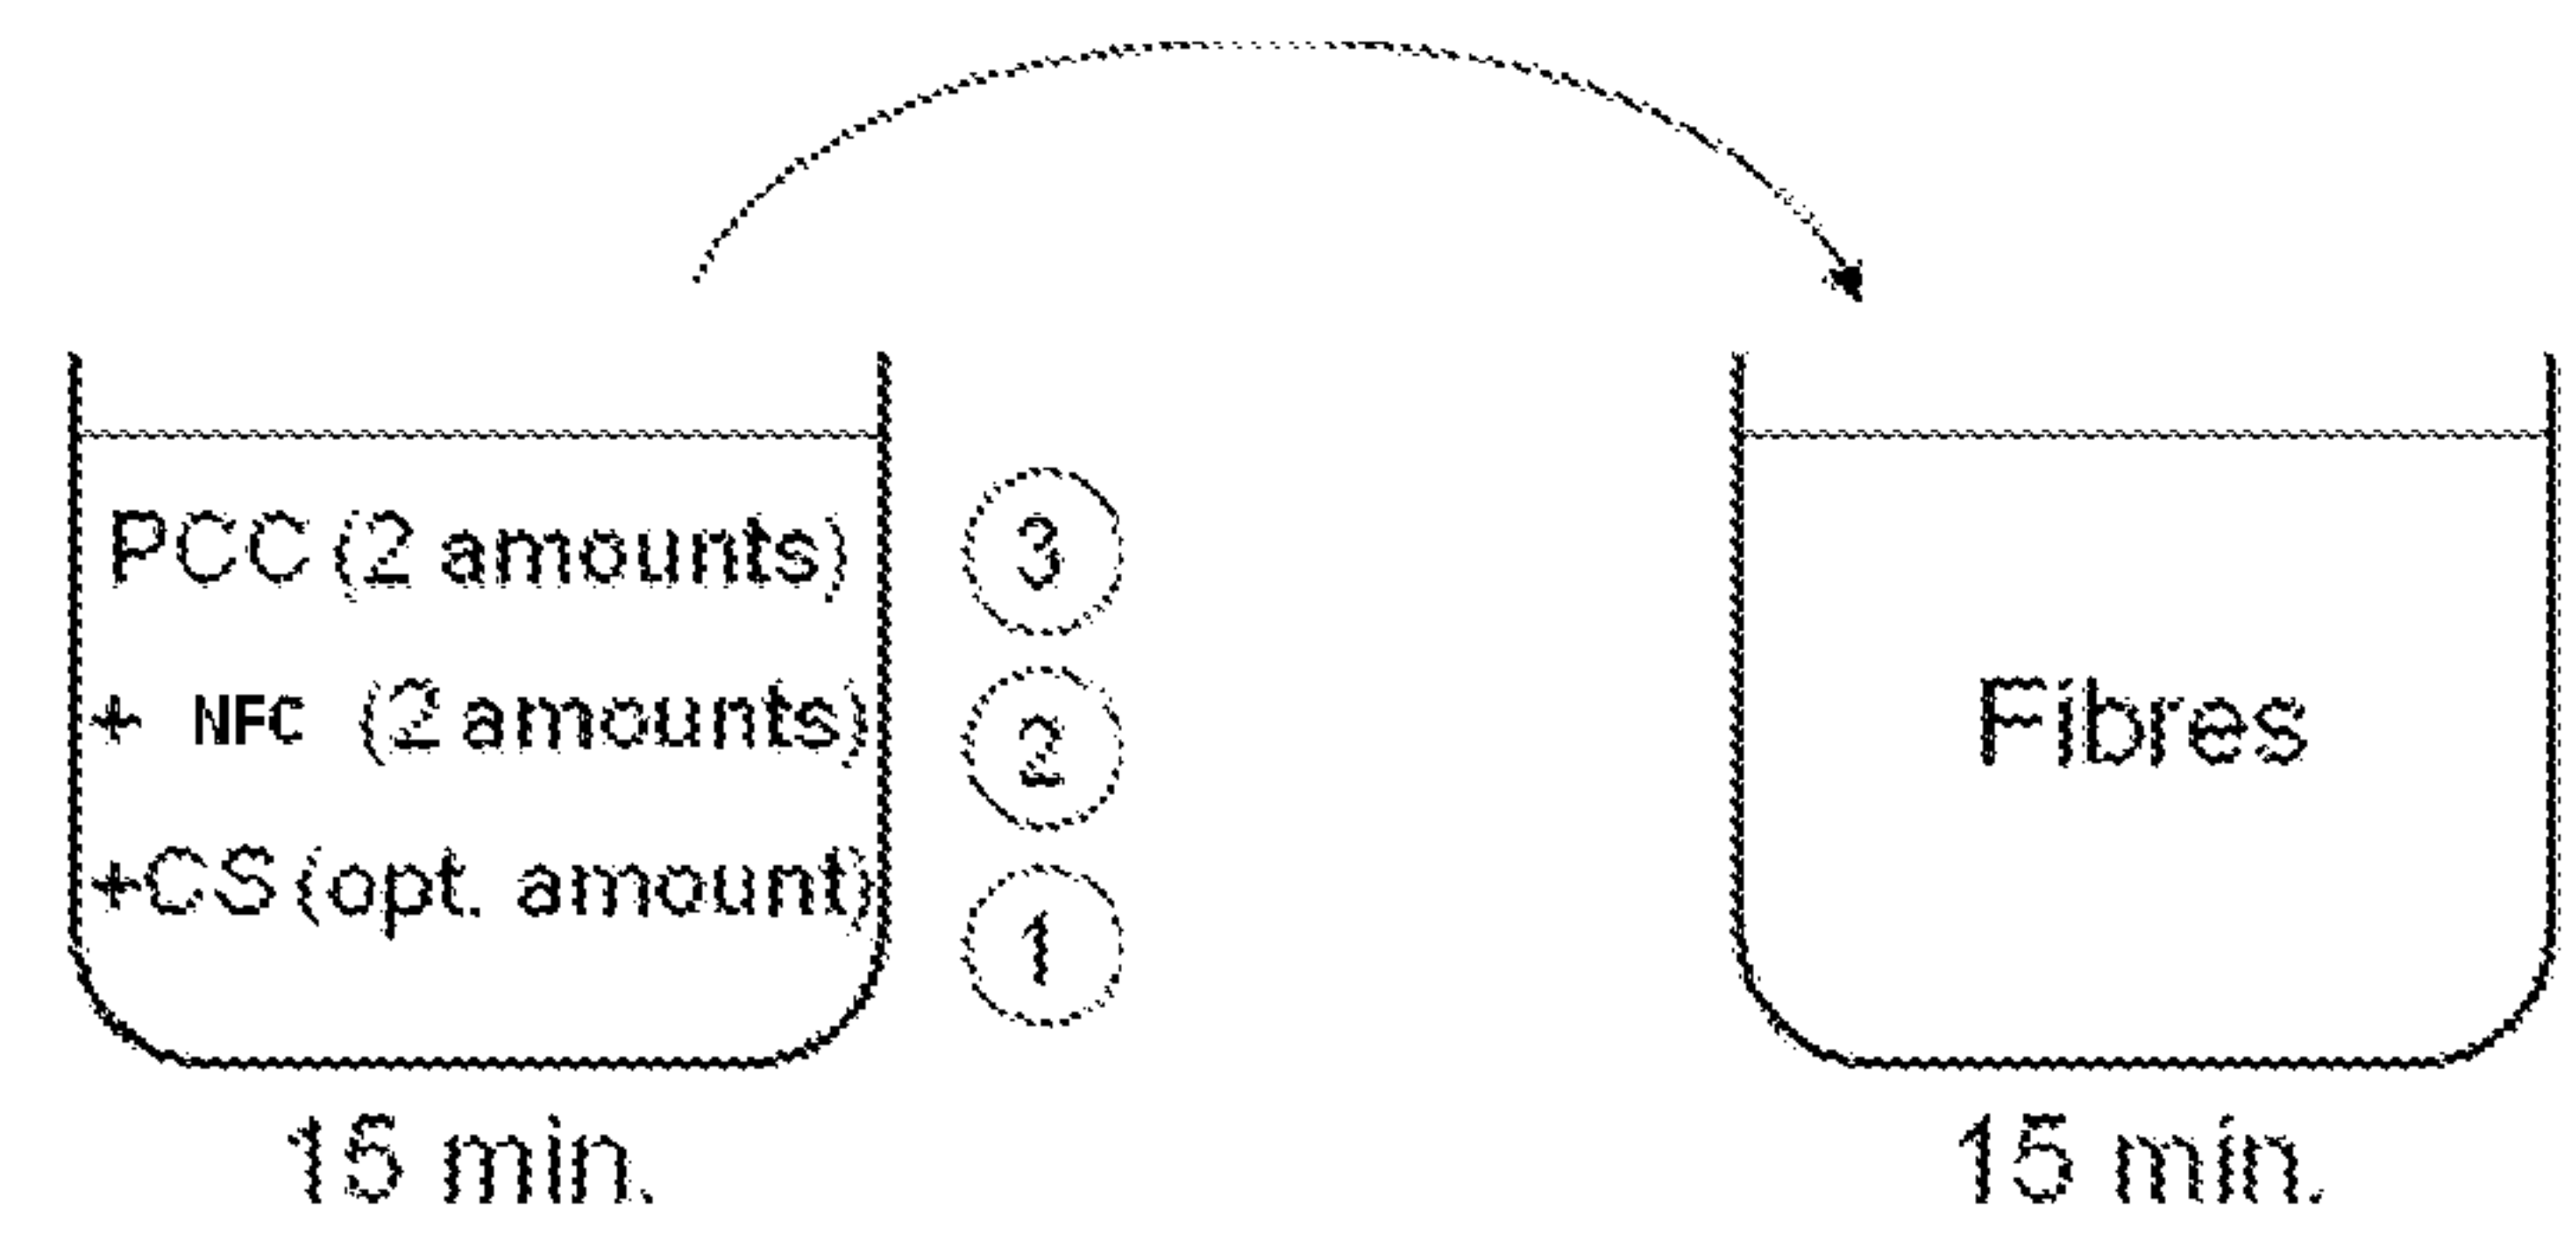 PCC (2 amounts) 3
+ NFC (2 amounts) 2
+CS (opt. amount) 1
Fibres
15 min.
15 min.